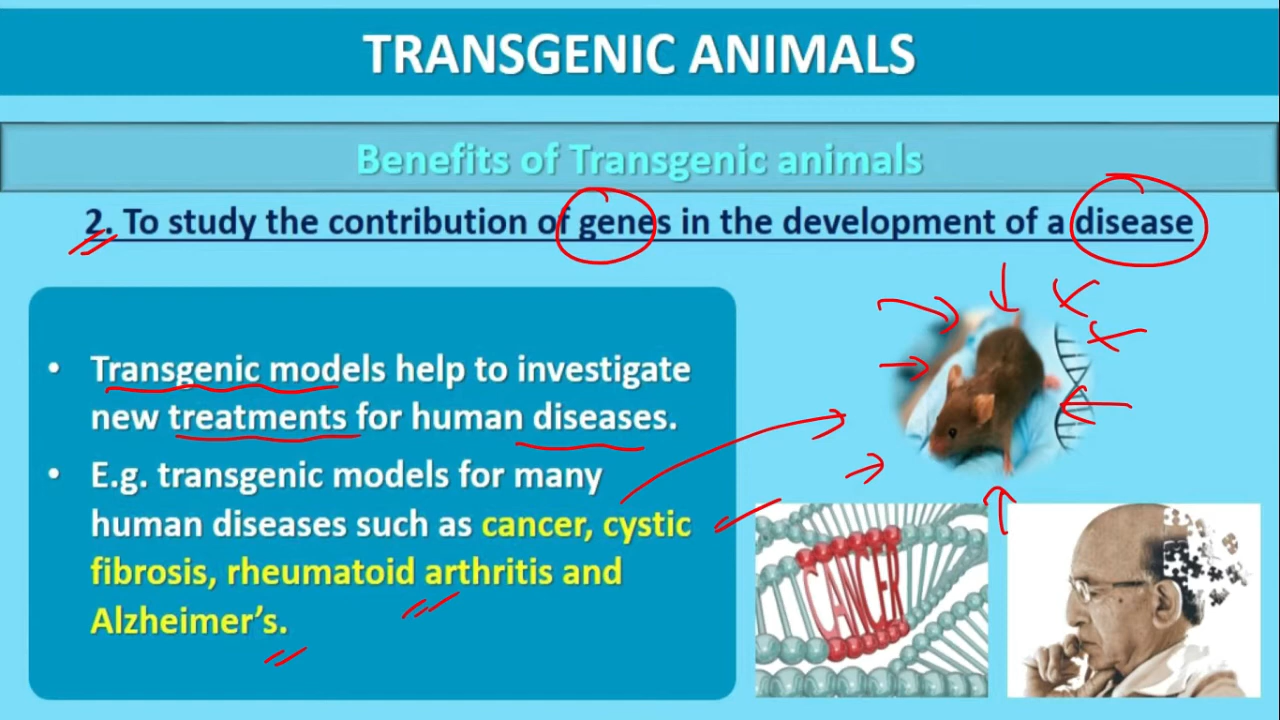 TRANSGENIC ANIMALS
Benefits of Transgenic animals
2. To study the contribution of genes in the development of a disease
• Transgenic models help to investigate
new treatments for human diseases.
• E.g. transgenic models for many
human diseases such as cancer, cystic
fibrosis, rheumatoid arthritis and
Alzheimer's.
CANCER